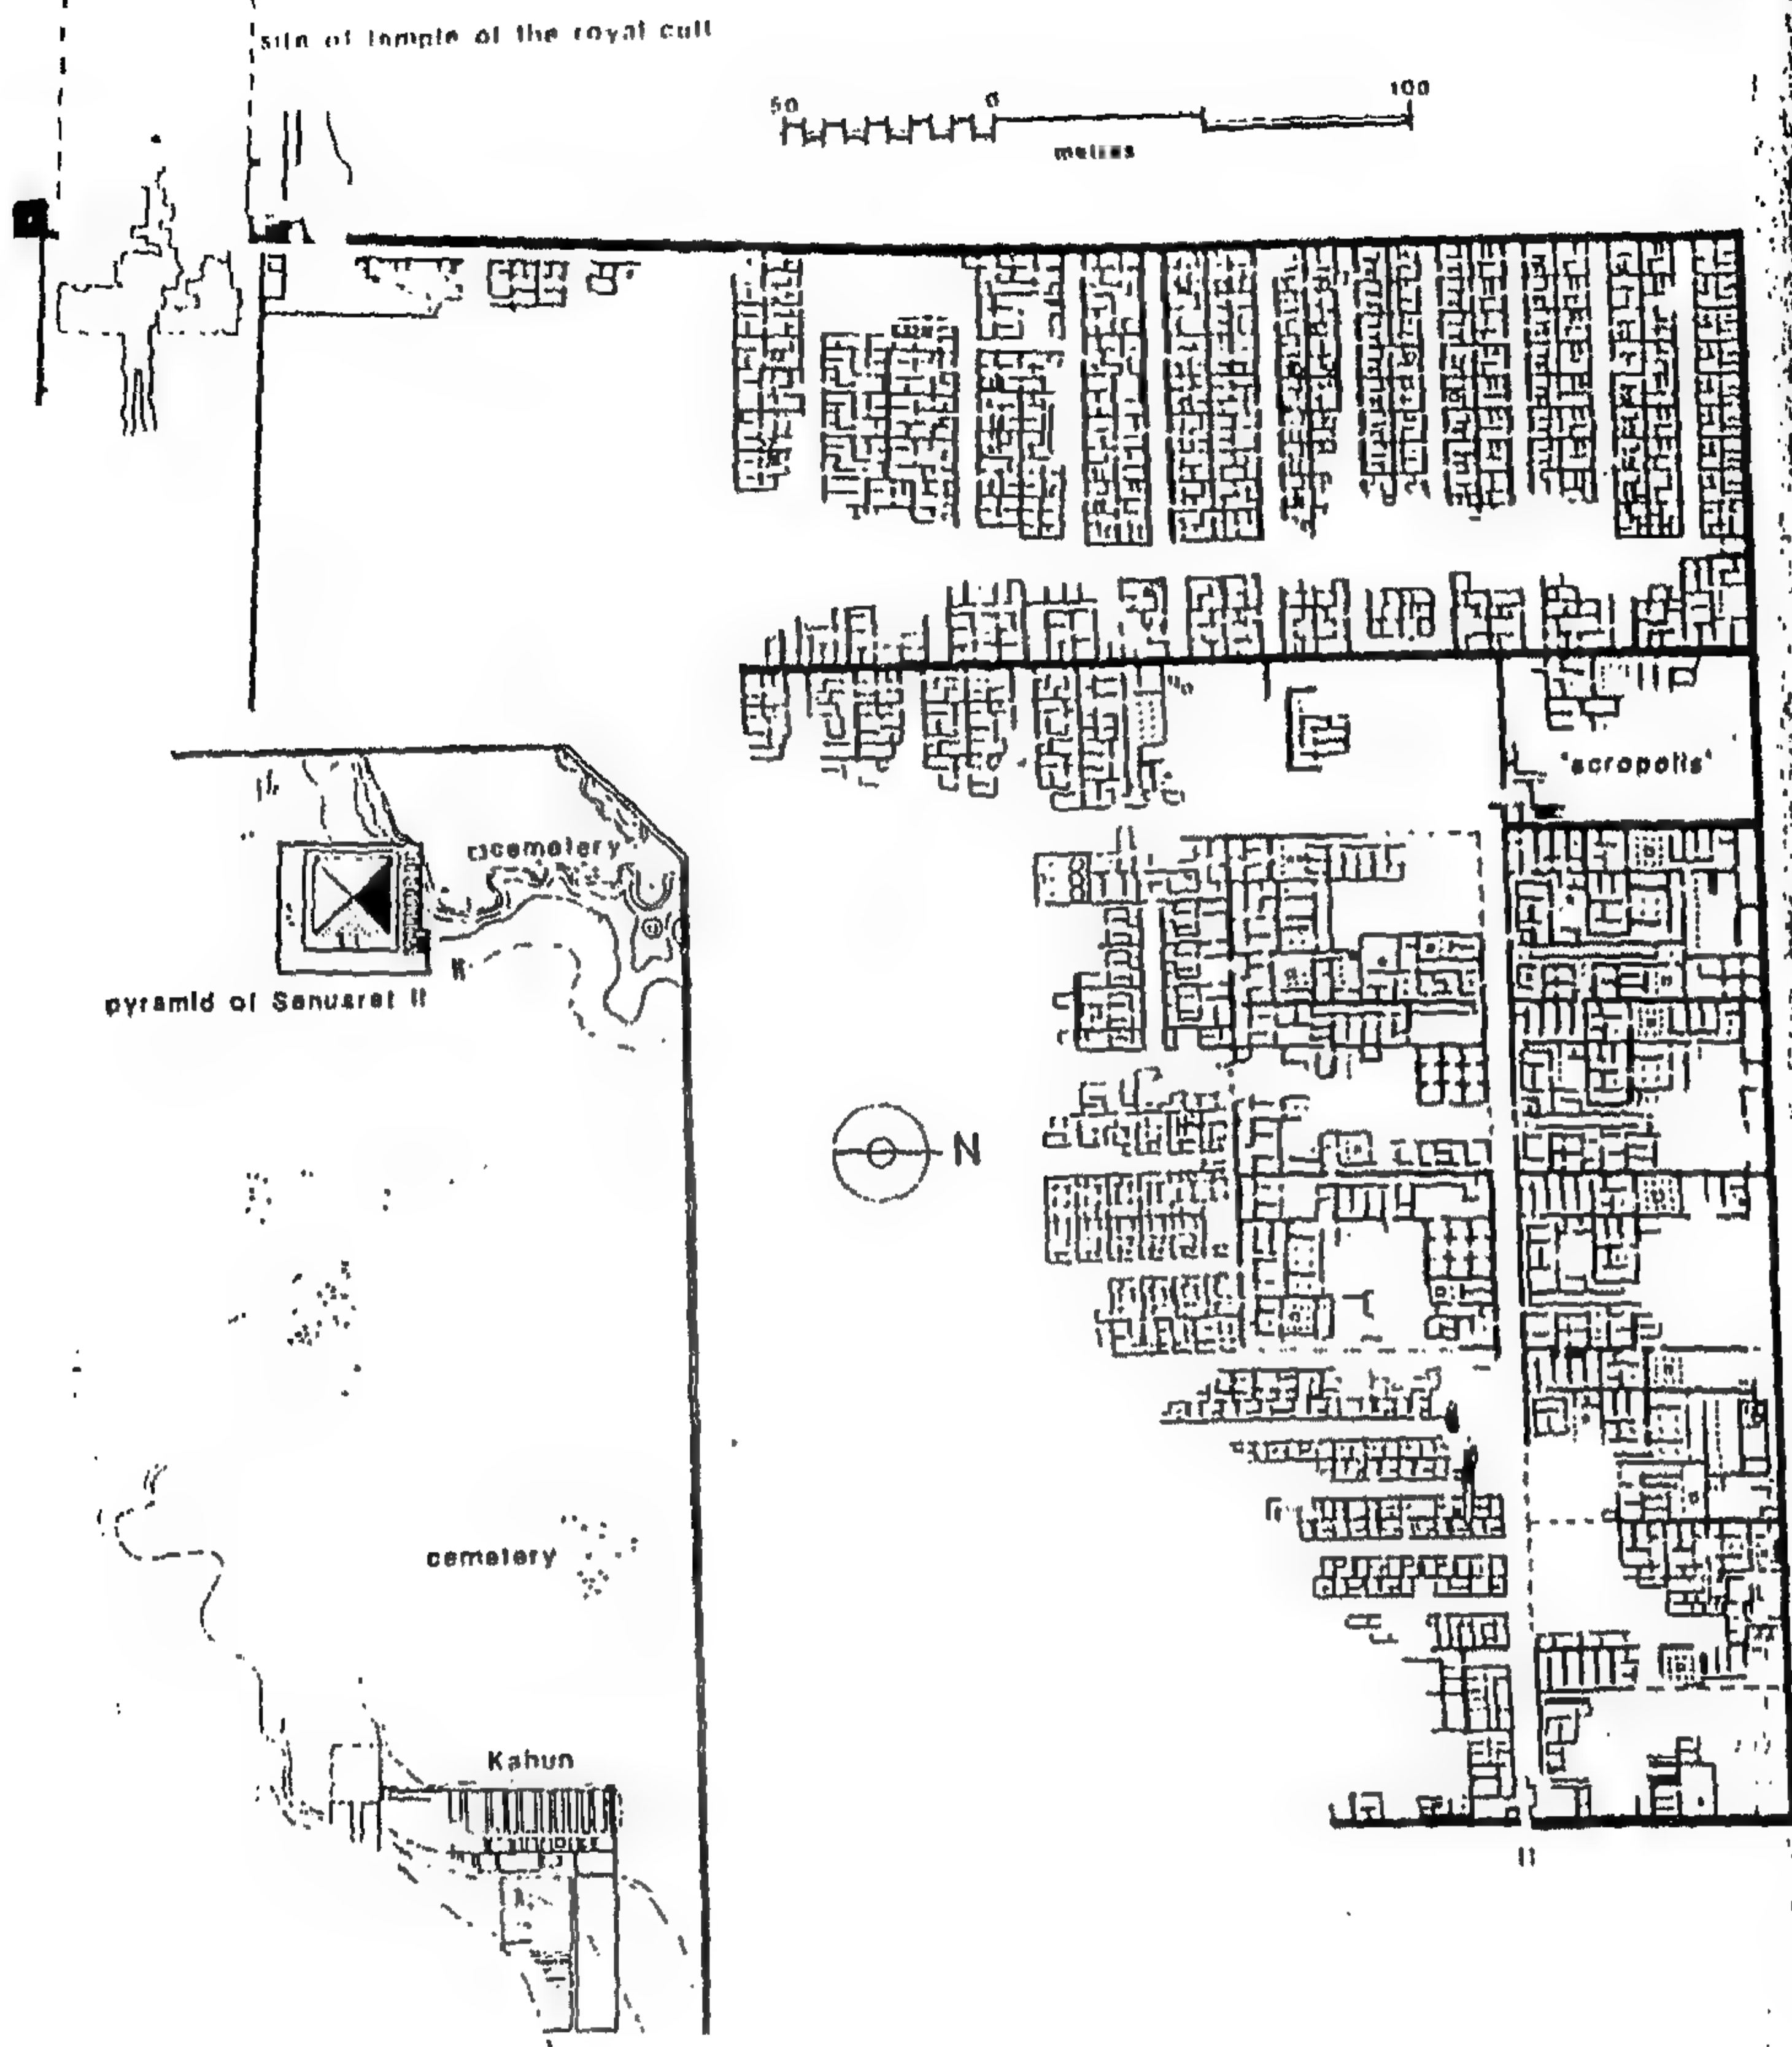 site of temple of the royal cult
50 0 100
metres
'acropolis'
cemetery
pyramid of Senusret II
N
cemetery
Kahun